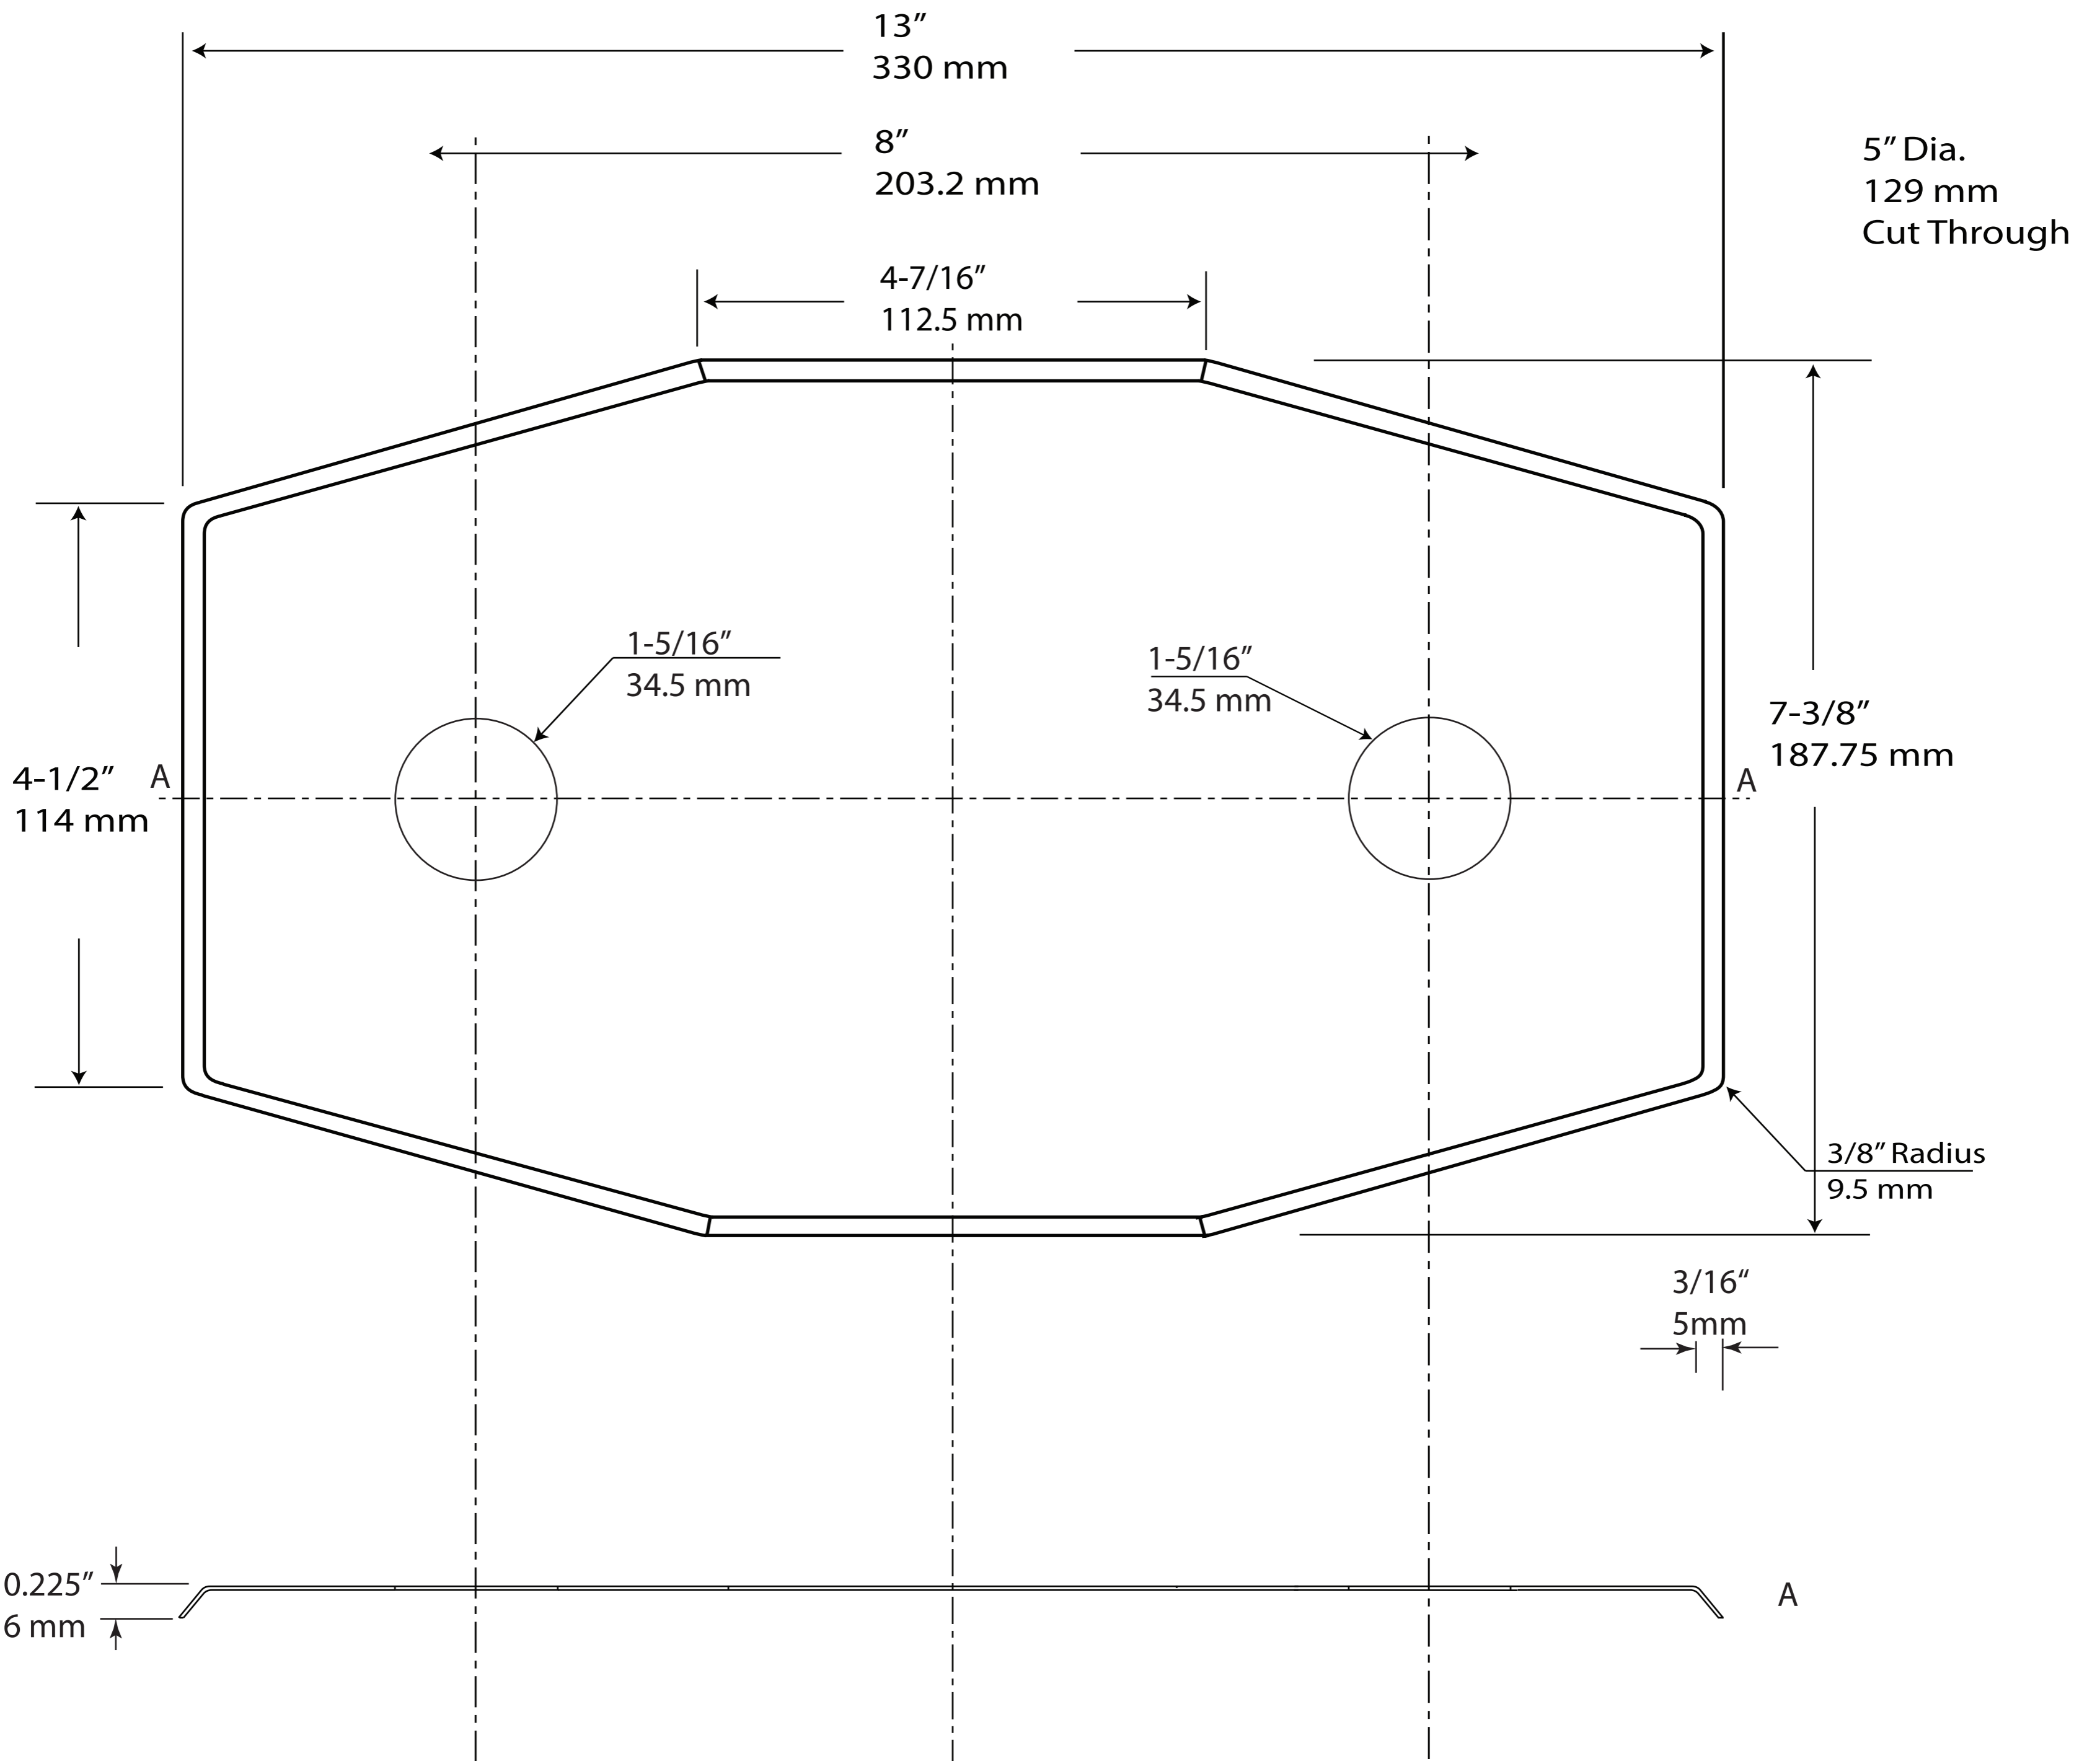 13”
330 mm
8”
203.2 mm
5” Dia.
129 mm
Cut Through
4-7/16”
112.5 mm
1-5/16”
34.5 mm
1-5/16”
34.5 mm
7-3/8”
187.75 mm
4-1/2”
114 mm
A
A
3/8” Radius
9.5 mm
3/16“
5mm
0.225”
6 mm
A